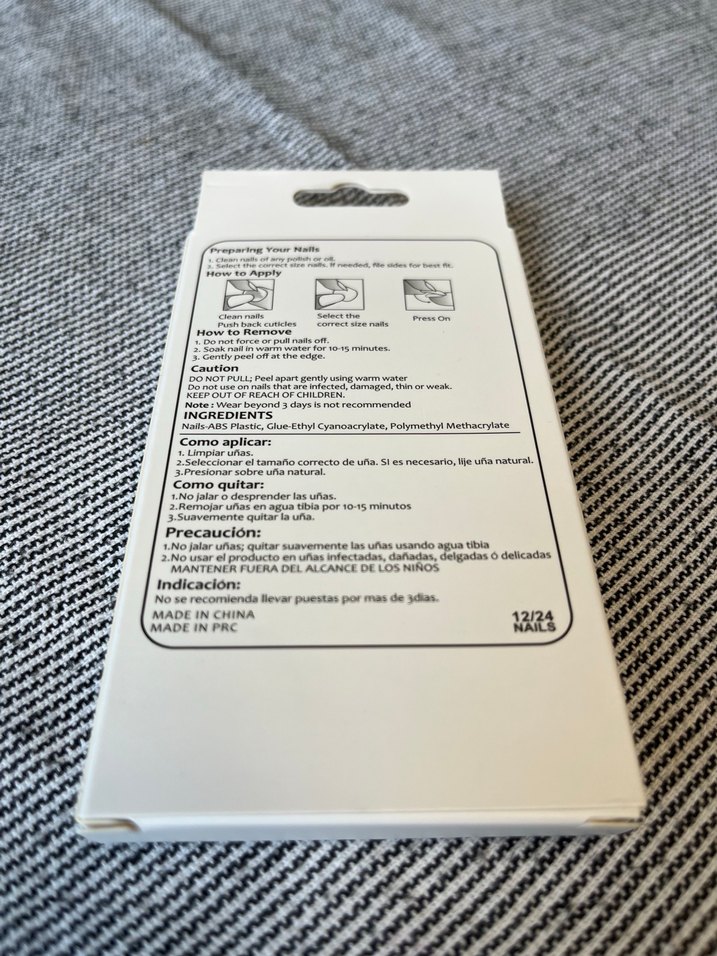 Preparing Your Nails
1. Clean nails of any polish or oil.
2. Select the correct size nails. If needed, file sides for best fit.
How to Apply
Clean nails
Push back cuticles
Select the
correct size nails
Press On
How to Remove
1. Do not force or pull nails off.
2. Soak nail in warm water for 10-15 minutes.
3. Gently peel off at the edge.
Caution
DO NOT PULL; Peel apart gently using warm water
Do not use on nails that are infected, damaged, thin or weak.
KEEP OUT OF REACH OF CHILDREN.
Note : Wear beyond 3 days is not recommended
INGREDIENTS
Nails-ABS Plastic, Glue-Ethyl Cyanoacrylate, Polymethyl Methacrylate
Como aplicar:
1. Limpiar uñas.
2.Seleccionar el tamaño correcto de uña. SI es necesario, lije uña natural.
3.Presionar sobre uña natural.
Como quitar:
1.No jalar o desprender las uñas.
2.Remojar uñas en agua tibia por 10-15 minutos
3.Suavemente quitar la uña.
Precaución:
1.No jalar uñas; quitar suavemente las uñas usando agua tibia
2.No usar el producto en uñas infectadas, dañadas, delgadas ó delicadas
MANTENER FUERA DEL ALCANCE DE LOS NIÑOS
Indicación:
No se recomienda llevar puestas por mas de 3dias.
MADE IN CHINA
MADE IN PRC
12/24
NAILS